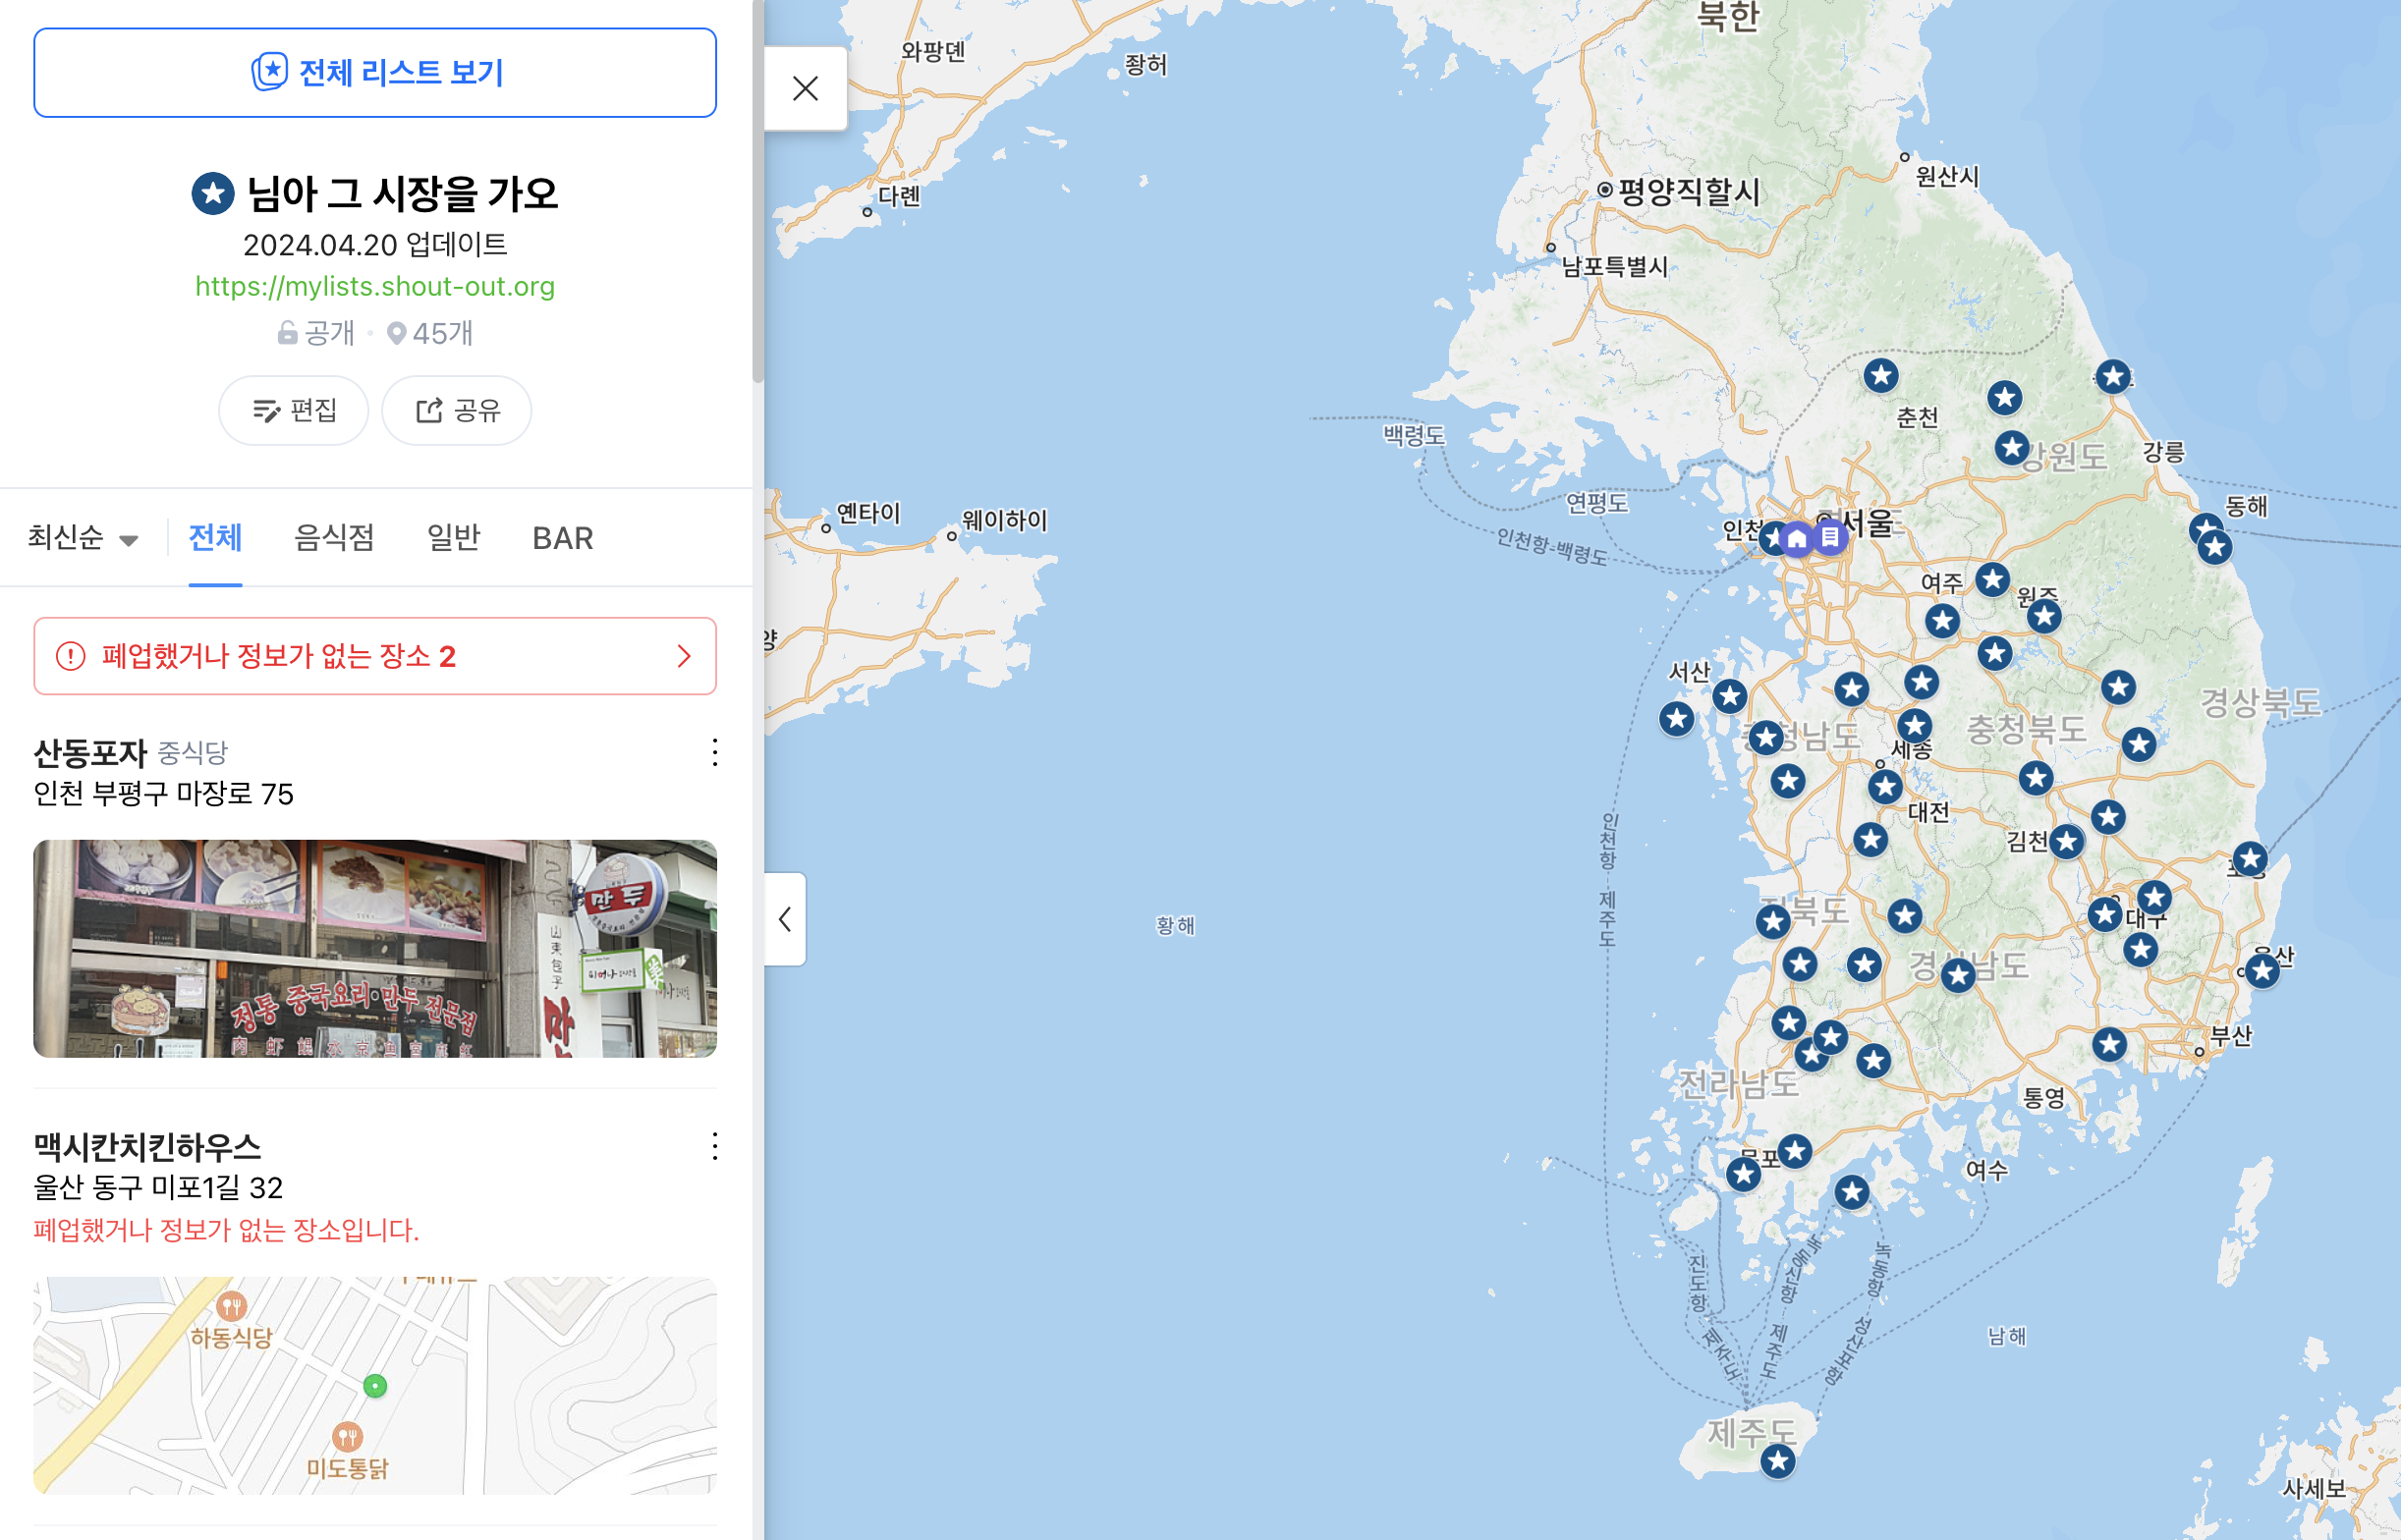 전체 리스트 보기
님아 그 시장을 가오
2024.04.20 업데이트
https://mylists.shout-out.org
공개 • 45개
편집
공유
최신순
전체
음식점
일반
BAR
폐업했거나 정보가 없는 장소 2
산동포자 중식당
인천 부평구 마장로 75
만두
山東包子
정통 중국요리·만두 전문점
맥시칸치킨하우스
울산 동구 미포1길 32
폐업했거나 정보가 없는 장소입니다.
하동식당
미도통닭
북한
와팡뎬
좡허
다롄
원산시
평양직할시
남포특별시
춘천
백령도
강원도
강릉
연평도
동해
옌타이
웨이하이
인천
서울
인천항-백령도
여주
원주
양
서산
경상북도
충청남도
충청북도
세종
대전
인천항 제주도
김천
대구
황해
전북도
경상남도
울산
부산
전라남도
통영
목포
여수
진도항 제주도
제주도
녹동항
성산포항
남해
제주도
사세보